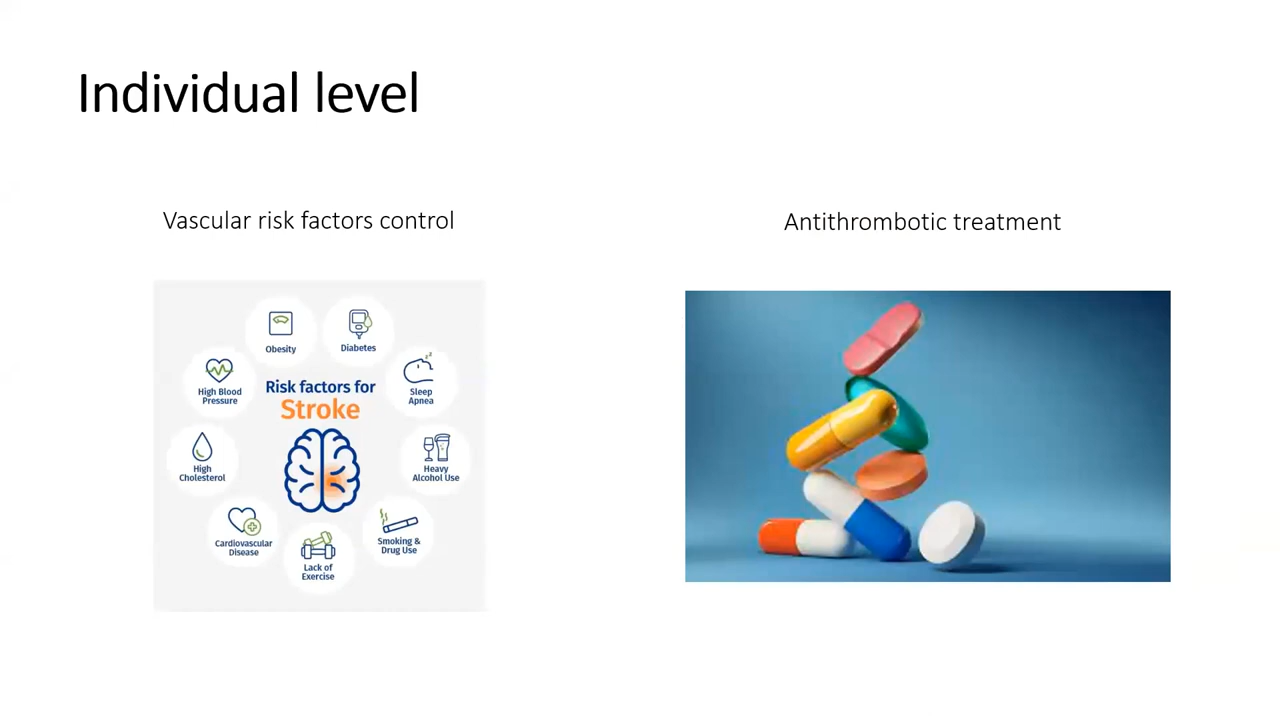 Individual level
Vascular risk factors control
Antithrombotic treatment
Risk factors for
Stroke
Obesity
Diabetes
Sleep
Apnea
Heavy
Alcohol Use
Smoking &
Drug Use
Lack of
Exercise
Cardiovascular
Disease
High
Cholesterol
High Blood
Pressure